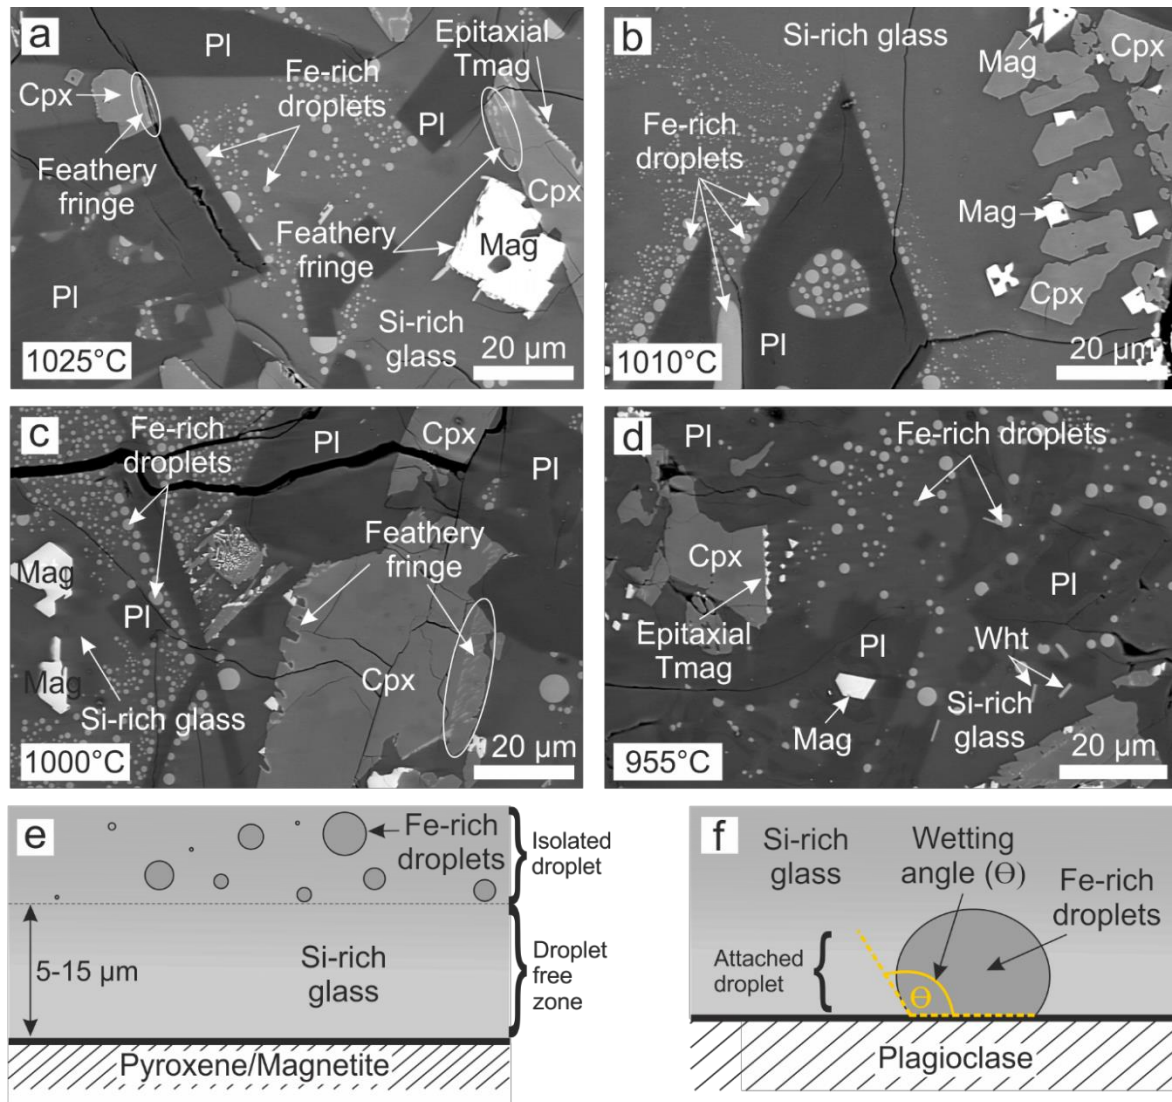 a
Pl
Epitaxial
Tmag
Fe-rich
droplets
Cpx
Pl
Feathery
fringe
Cpx
Feathery
fringe
Mag
Pl
Si-rich
glass
20 µm
1025°C
b
Si-rich glass
Mag
Cpx
Fe-rich
droplets
Mag
Cpx
Pl
20 µm
1010°C
c
Fe-rich
droplets
Pl
Cpx
Pl
Feathery
fringe
Mag
Pl
Mag
Cpx
Si-rich glass
20 µm
1000°C
d
Pl
Fe-rich droplets
Cpx
Pl
Epitaxial
Tmag
Pl
Wht
Mag
Si-rich
glass
20 µm
955°C
e
Fe-rich
droplets
Isolated
droplet
5-15 µm
Si-rich
glass
Droplet
free
zone
Pyroxene/Magnetite
f
Si-rich
glass
Wetting
angle (Θ)
Fe-rich
droplets
Attached
droplet
Θ
Plagioclase